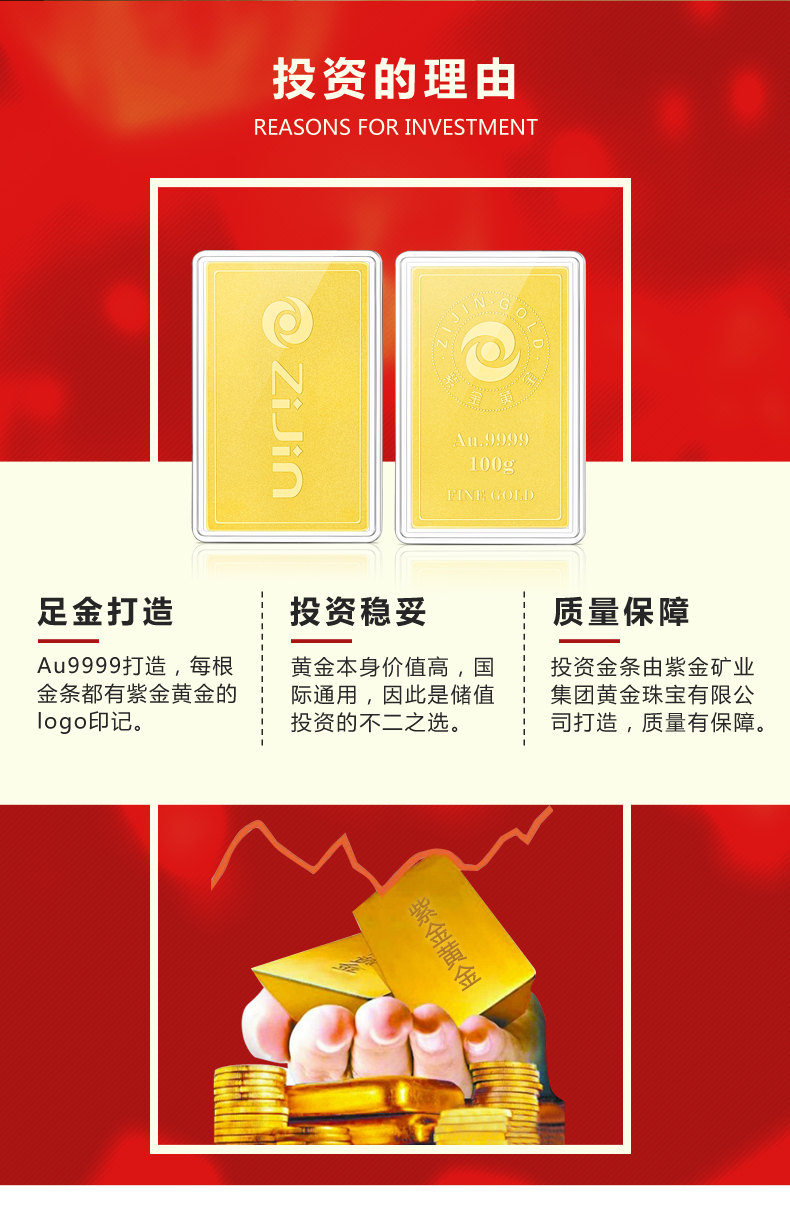 投资的理由
REASONS FOR INVESTMENT
ZiJin
ZIJIN GOLD
紫金黄金
Au.9999
100g
FINE GOLD
足金打造
Au9999打造，每根
金条都有紫金黄金的
logo印记。
投资稳妥
黄金本身价值高，国
际通用，因此是储值
投资的不二之选。
质量保障
投资金条由紫金矿业
集团黄金珠宝有限公
司打造，质量有保障。
紫金黄金